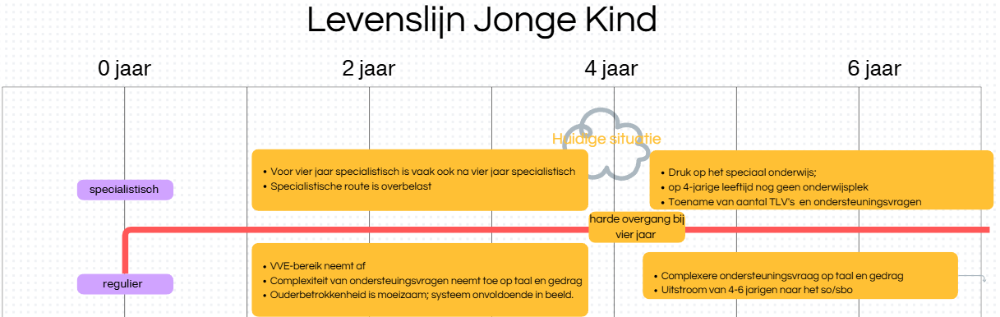 Levenslijn Jonge Kind
0 jaar
2 jaar
4 jaar
6 jaar
Huidige situatie
specialistisch
• Voor vier jaar specialistisch is vaak ook na vier jaar specialistisch
• Specialistische route is overbelast
• Druk op het speciaal onderwijs;
• op 4-jarige leeftijd nog geen onderwijsplek
• Toename van aantal TLV's en ondersteuningsvragen
harde overgang bij
vier jaar
regulier
• VVE-bereik neemt af
• Complexiteit van ondersteuingsvragen neemt toe op taal en gedrag
• Ouderbetrokkenheid is moeizaam; systeem onvoldoende in beeld.
• Complexere ondersteuningsvraag op taal en gedrag
• Uitstroom van 4-6 jarigen naar het so/sbo